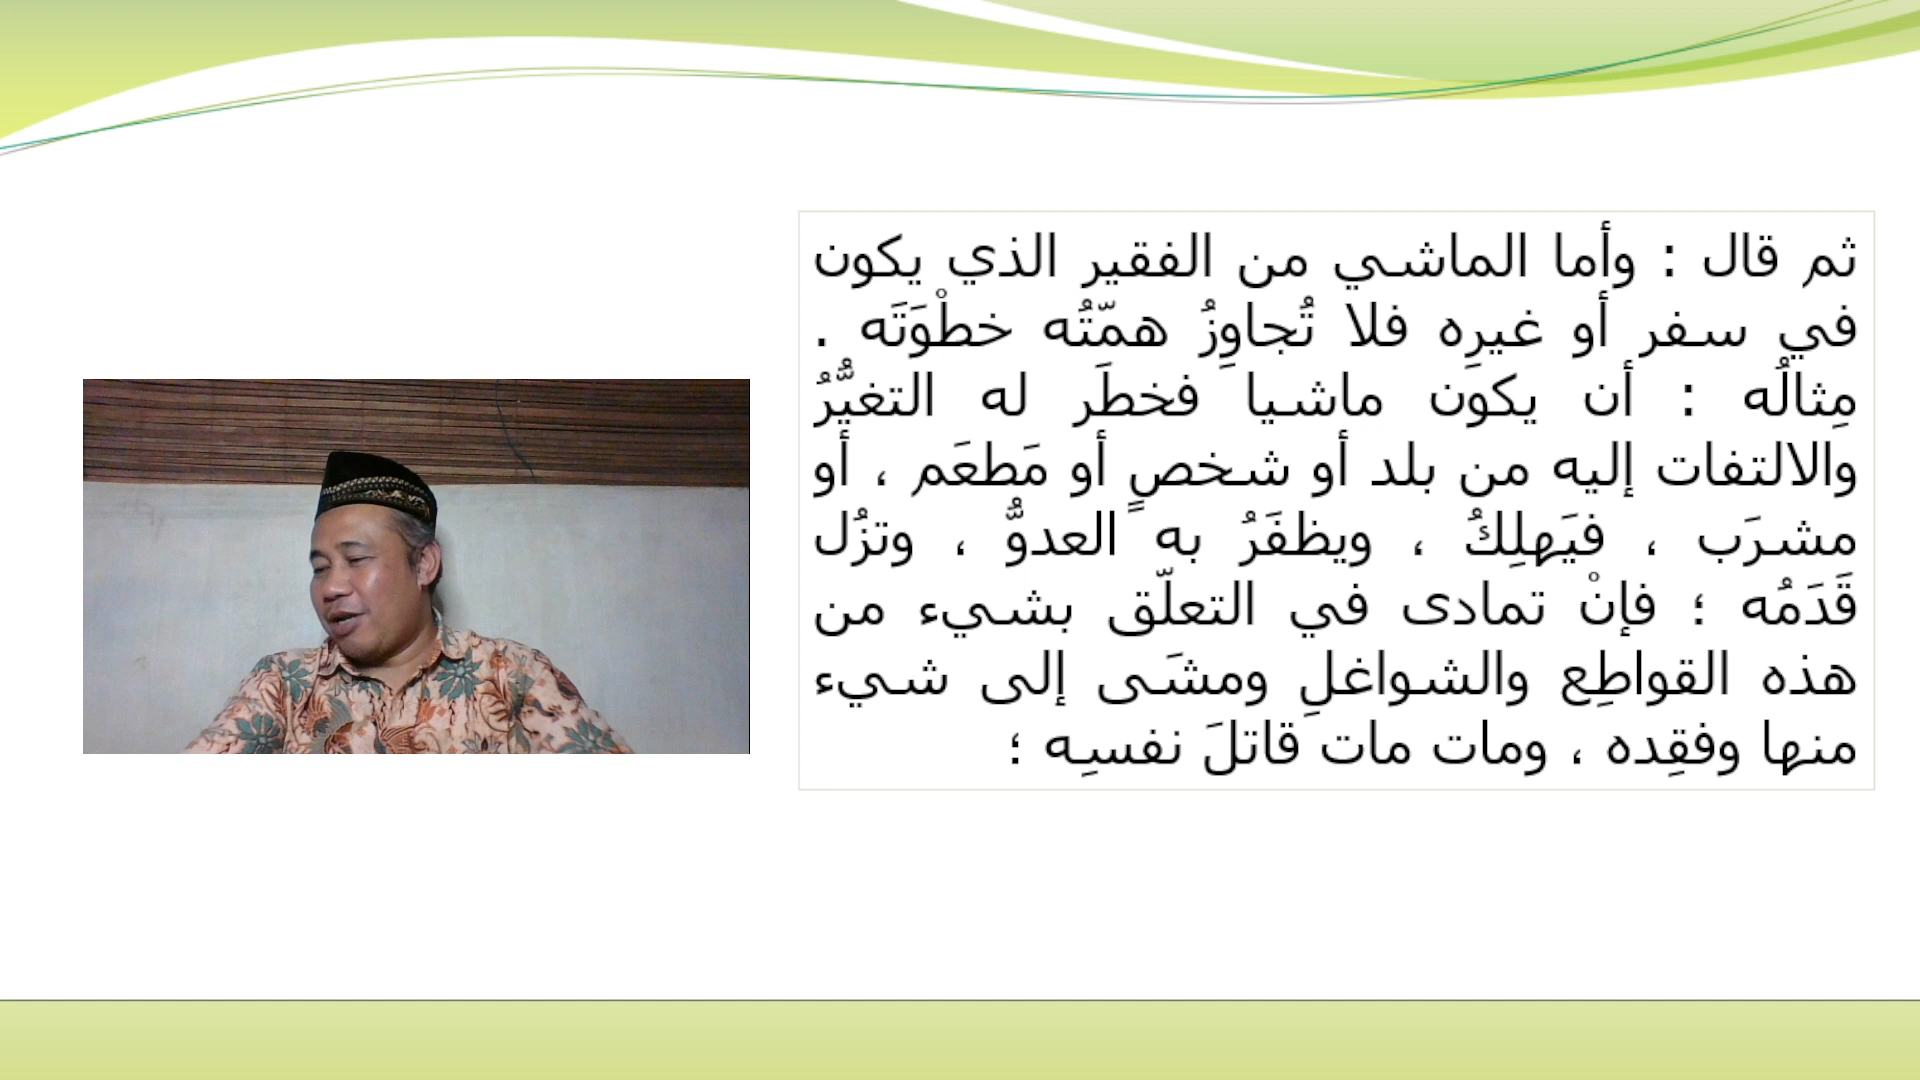 ثم قال : وأما الماشي من الفقير الذي يكون
في سفر أو غيرِه فلا تُجاوِزُ همّتُه خطْوَتَه .
مِثالُه : أن يكون ماشيا فخطَر له التغيُّرُ
والالتفات إليه من بلد أو شخصٍ أو مَطعَم ، أو
مشرَب ، فيَهلِكُ ، ويظفَرُ به العدوُّ ، وتزُل
قَدَمُه ؛ فإنْ تمادى في التعلّق بشيء من
هذه القواطِع والشواغلِ ومشَى إلى شيء
منها وفقِده ، ومات مات قاتلَ نفسِه ؛